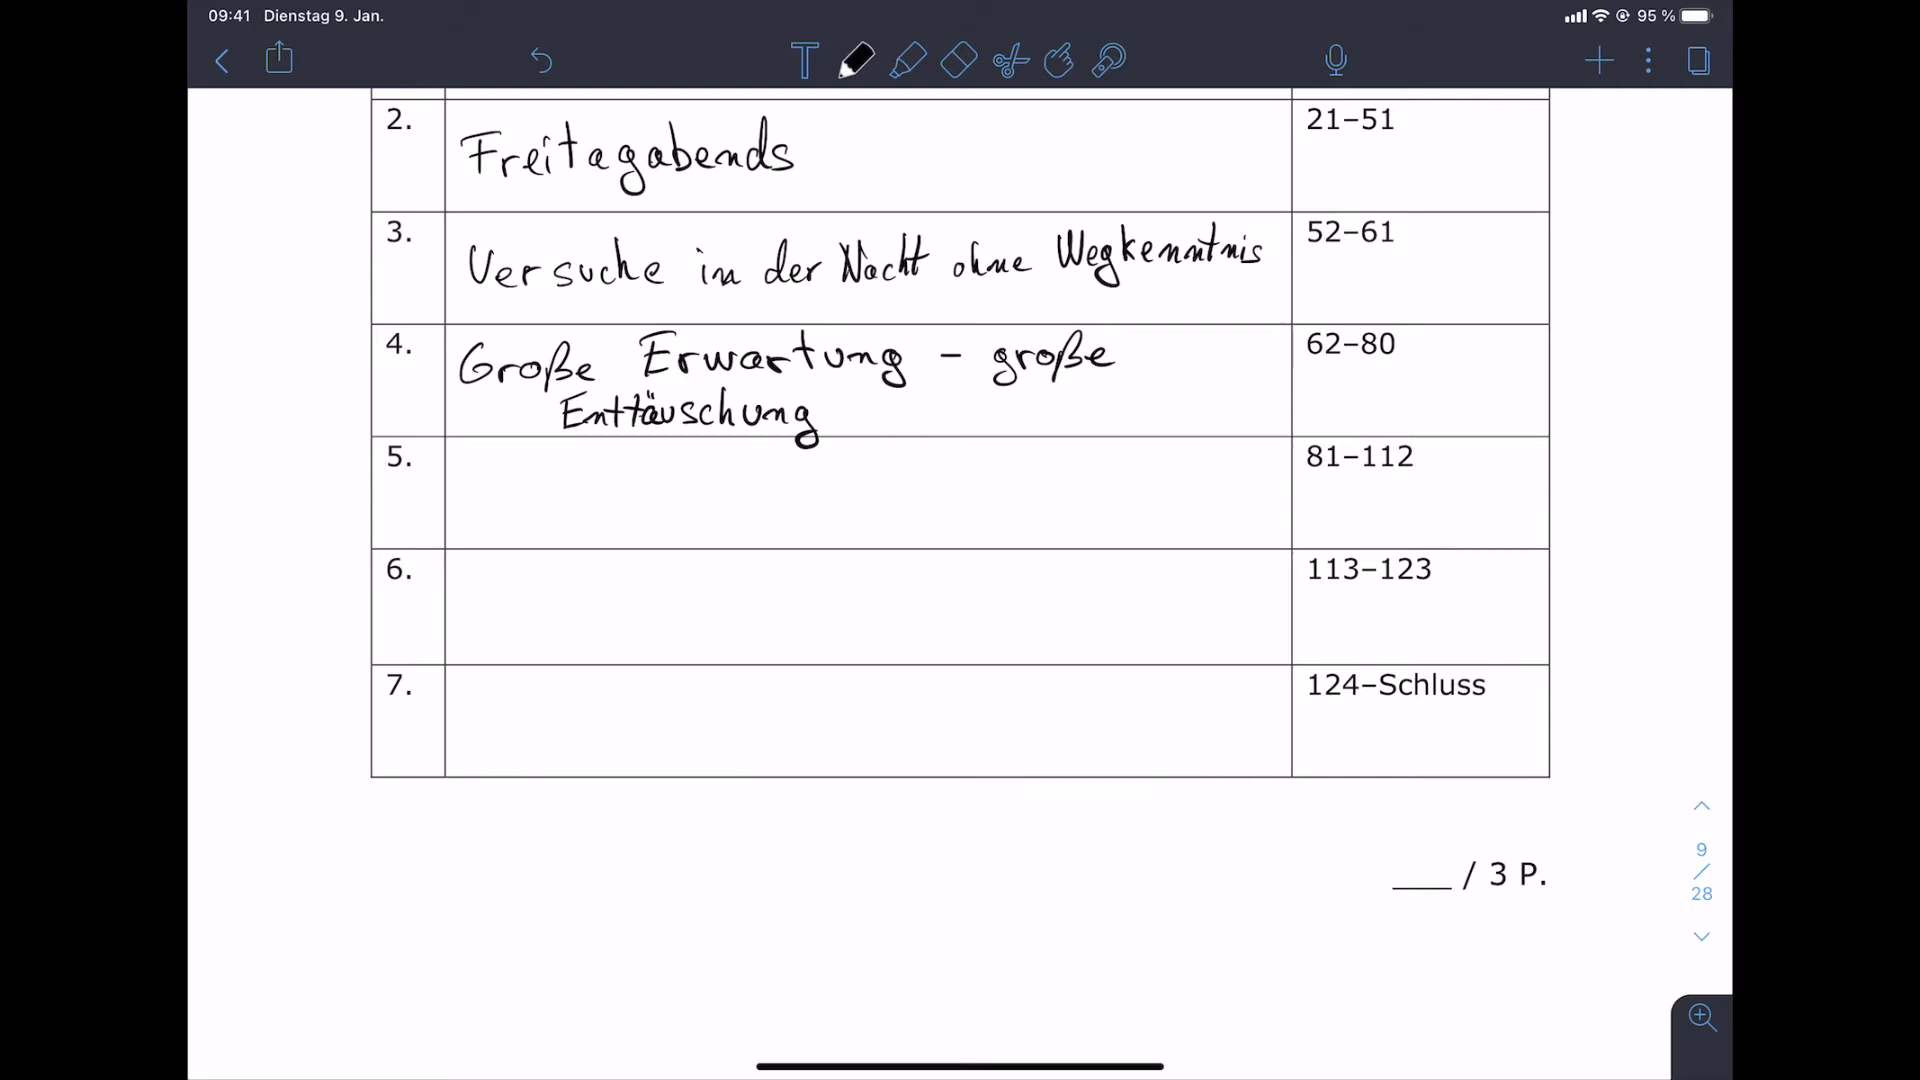 09:41 Dienstag 9. Jan.
95 %
2. Freitagabends 21–51
3. Versuche in der Nacht ohne Wegkenntnis 52–61
4. Große Erwartung – große 62–80
Enttäuschung
5. 81–112
6. 113–123
7. 124–Schluss
___ / 3 P.
9
/
28